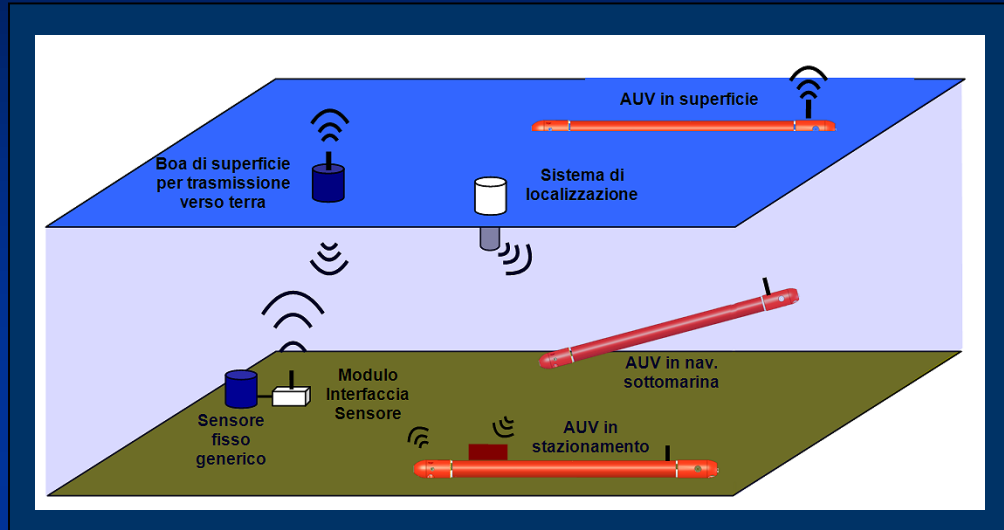 AUV in superficie
Boa di superficie
per trasmissione
verso terra
Sistema di
localizzazione
AUV in nav.
sottomarina
Modulo
Interfaccia
Sensore
Sensore
fisso
generico
AUV in
stazionamento